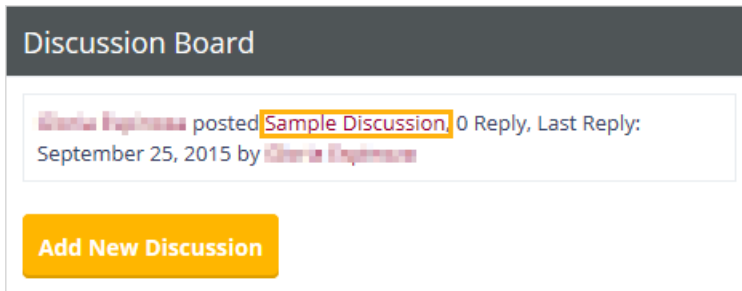 Discussion Board
posted Sample Discussion, 0 Reply, Last Reply:
September 25, 2015 by
Add New Discussion